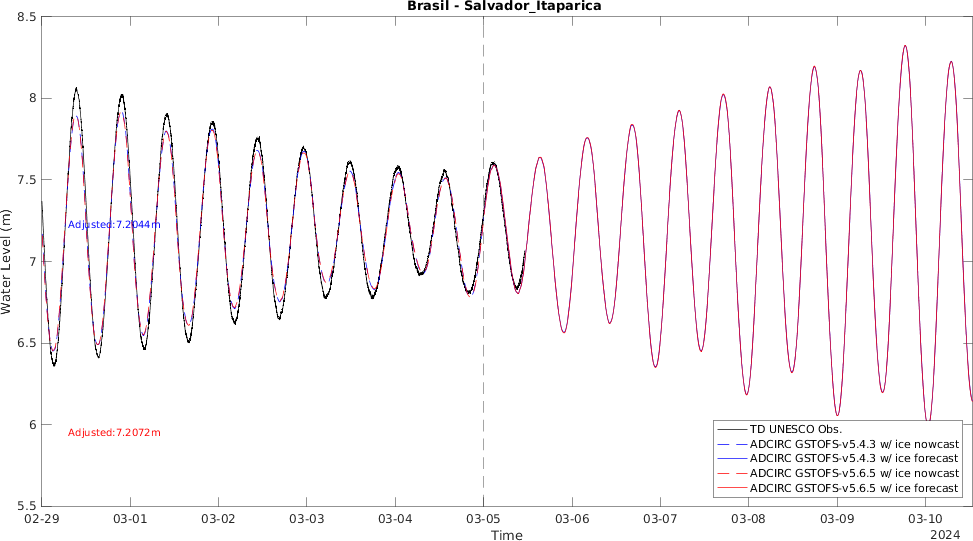 Brasil - Salvador_Itaparica
8.5
8
7.5
7
6.5
6
5.5
Water Level (m)
Adjusted:7.2044m
Adjusted:7.2072m
TD UNESCO Obs.
ADCIRC GSTOFS-v5.4.3 w/ ice nowcast
ADCIRC GSTOFS-v5.4.3 w/ ice forecast
ADCIRC GSTOFS-v5.6.5 w/ ice nowcast
ADCIRC GSTOFS-v5.6.5 w/ ice forecast
02-29 03-01 03-02 03-03 03-04 03-05 03-06 03-07 03-08 03-09 03-10
Time
2024